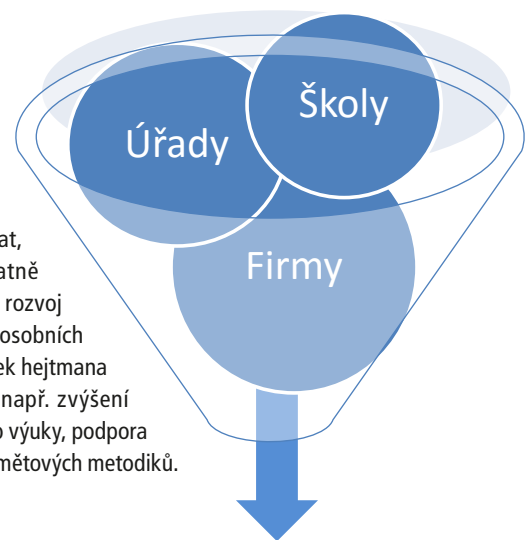 Školy
Úřady
Firmy
at,
atně
rozvoj
osobních
ek hejtmana
např. zvýšení
o výuky, podpora
mětových metodiků.